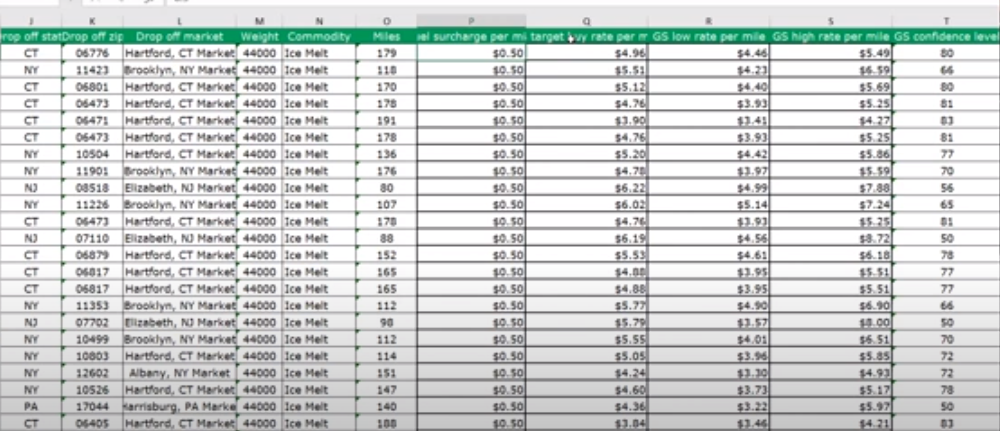 J K L M N O P Q R S T
rop off stat Drop off zip Drop off market Weight Commodity Miles el surcharge per mi target buy rate per m GS low rate per mile GS high rate per mile GS confidence level
CT 06776 Hartford, CT Market 44000 Ice Melt 179 $0.50 $4.96 $4.46 $5.49 80
NY 11423 Brooklyn, NY Market 44000 Ice Melt 118 $0.50 $5.51 $4.23 $6.59 66
CT 06801 Hartford, CT Market 44000 Ice Melt 170 $0.50 $5.12 $4.40 $5.69 80
CT 06473 Hartford, CT Market 44000 Ice Melt 178 $0.50 $4.76 $3.93 $5.25 81
CT 06471 Hartford, CT Market 44000 Ice Melt 191 $0.50 $3.90 $3.41 $4.27 83
CT 06473 Hartford, CT Market 44000 Ice Melt 178 $0.50 $4.76 $3.93 $5.25 81
NY 10504 Hartford, CT Market 44000 Ice Melt 136 $0.50 $5.20 $4.42 $5.86 77
NY 11901 Brooklyn, NY Market 44000 Ice Melt 176 $0.50 $4.78 $3.97 $5.59 70
NJ 08518 Elizabeth, NJ Market 44000 Ice Melt 80 $0.50 $6.22 $4.99 $7.88 56
NY 11226 Brooklyn, NY Market 44000 Ice Melt 107 $0.50 $6.02 $5.14 $7.24 65
CT 06473 Hartford, CT Market 44000 Ice Melt 178 $0.50 $4.76 $3.93 $5.25 81
NJ 07110 Elizabeth, NJ Market 44000 Ice Melt 88 $0.50 $6.19 $4.56 $8.72 50
CT 06879 Hartford, CT Market 44000 Ice Melt 152 $0.50 $5.53 $4.61 $6.18 78
CT 06817 Hartford, CT Market 44000 Ice Melt 165 $0.50 $4.88 $3.95 $5.51 77
CT 06817 Hartford, CT Market 44000 Ice Melt 165 $0.50 $4.88 $3.95 $5.51 77
NY 11353 Brooklyn, NY Market 44000 Ice Melt 112 $0.50 $5.77 $4.90 $6.90 66
NJ 07702 Elizabeth, NJ Market 44000 Ice Melt 98 $0.50 $5.79 $3.57 $8.00 50
NY 10499 Brooklyn, NY Market 44000 Ice Melt 112 $0.50 $5.55 $4.01 $6.51 70
NY 10803 Hartford, CT Market 44000 Ice Melt 114 $0.50 $5.05 $3.96 $5.85 72
NY 12602 Albany, NY Market 44000 Ice Melt 151 $0.50 $4.24 $3.30 $4.93 72
NY 10526 Hartford, CT Market 44000 Ice Melt 147 $0.50 $4.60 $3.73 $5.17 78
PA 17044 arrisburg, PA Marke 44000 Ice Melt 140 $0.50 $4.36 $3.22 $5.97 50
CT 06405 Hartford, CT Market 44000 Ice Melt 188 $0.50 $3.84 $3.46 $4.21 83